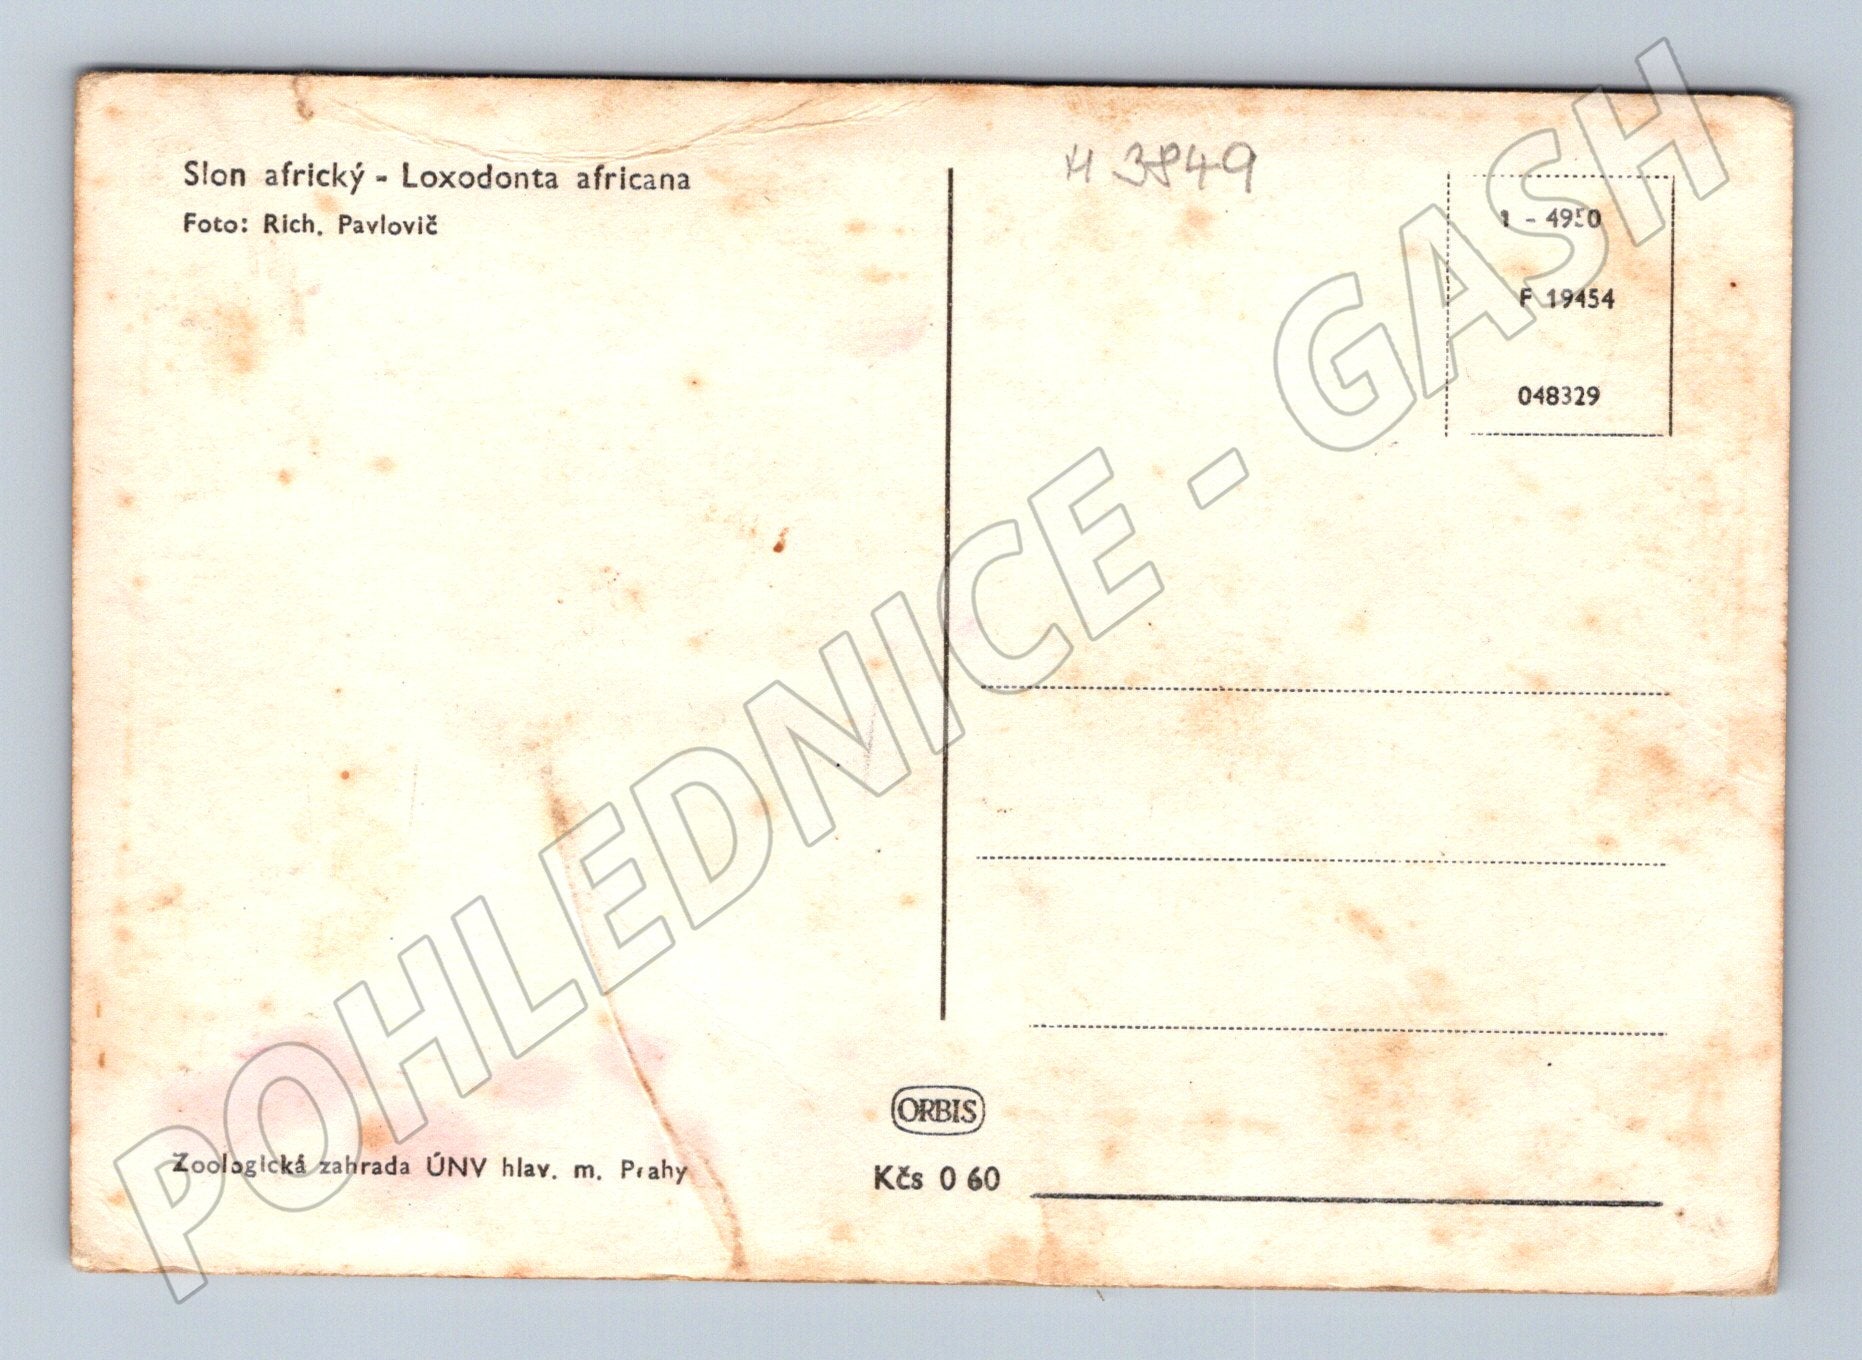 Slon africký - Loxodonta africana
Foto: Rich. Pavlovič
3849
1 - 4950
F 19454
048329
POHLEDNICE - GASH
ORBIS
Zoologická zahrada ÚNV hlav. m. Prahy
Kčs 0 60